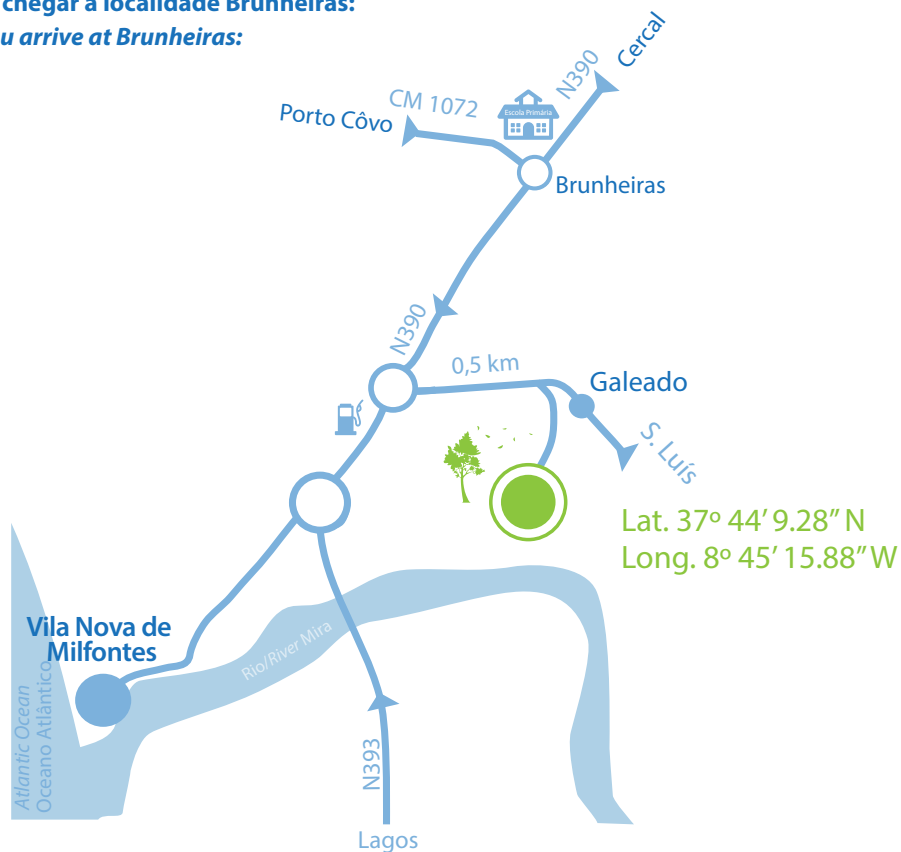 chegar à localidade Brunheiras:
u arrive at Brunheiras:
Cercal
N390
CM 1072
Escola Primária
Porto Côvo
Brunheiras
N390
0,5 km
Galeado
S. Luís
Lat. 37º 44’ 9.28” N
Long. 8º 45’ 15.88” W
Vila Nova de
Milfontes
Rio/River Mira
Atlantic Ocean
Oceano Atlântico
N393
Lagos